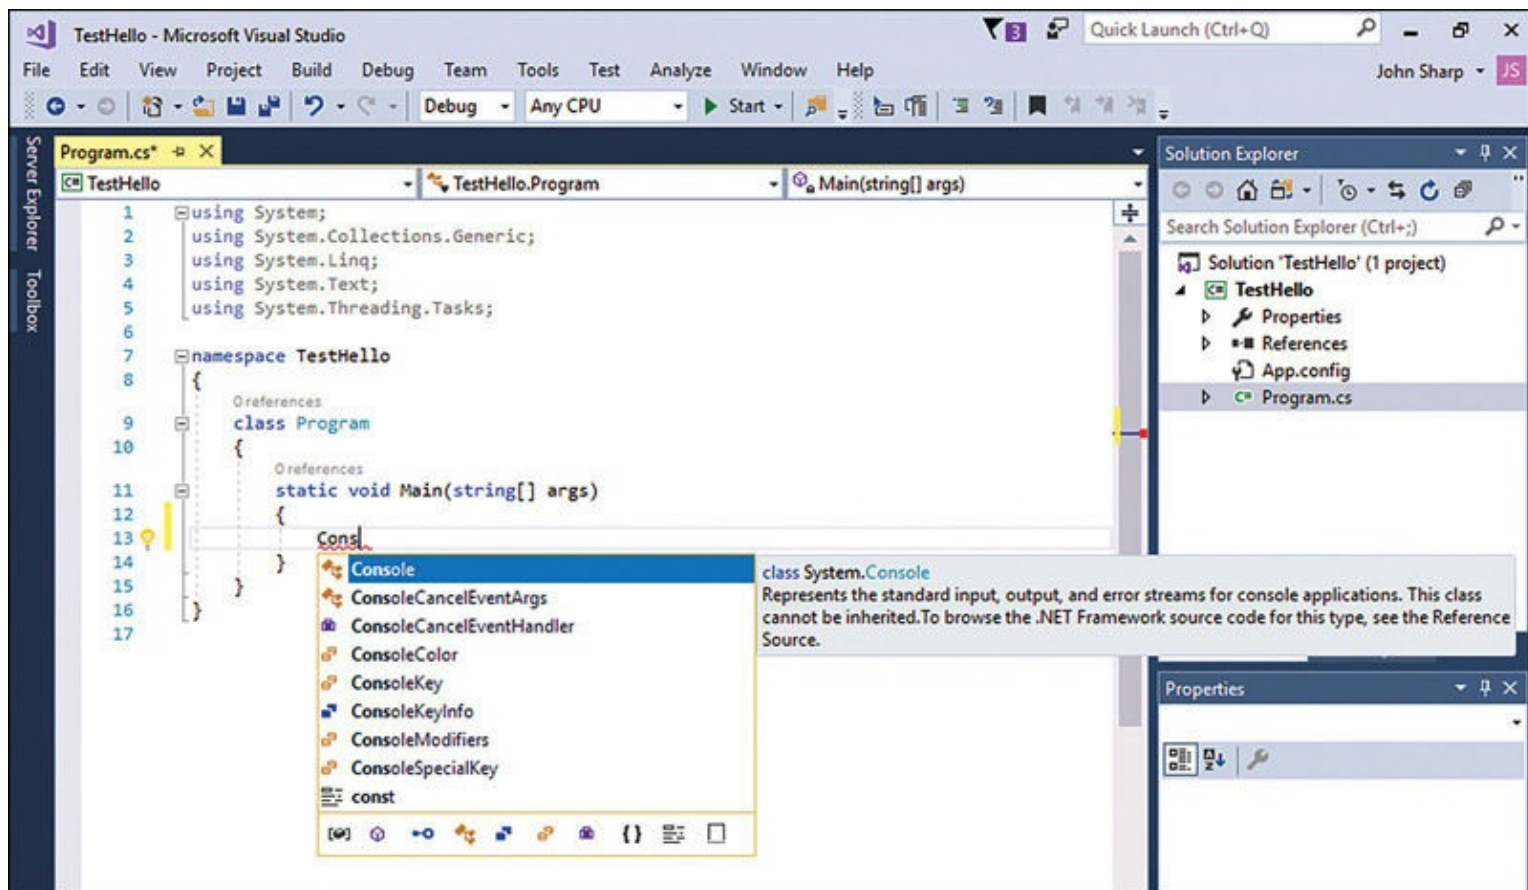 TestHello - Microsoft Visual Studio
3
Quick Launch (Ctrl+Q)
File Edit View Project Build Debug Team Tools Test Analyze Window Help
John Sharp JS
Debug Any CPU Start
Server Explorer
Toolbox
Program.cs*
C# TestHello TestHello.Program Main(string[] args)
1 using System;
2 using System.Collections.Generic;
3 using System.Linq;
4 using System.Text;
5 using System.Threading.Tasks;
6
7 namespace TestHello
8 {
0 references
9 class Program
10 {
0 references
11 static void Main(string[] args)
12 {
13 Cons
14 }
15 }
16 }
17
Console
ConsoleCancelEventArgs
ConsoleCancelEventHandler
ConsoleColor
ConsoleKey
ConsoleKeyInfo
ConsoleModifiers
ConsoleSpecialKey
const
class System.Console
Represents the standard input, output, and error streams for console applications. This class
cannot be inherited.To browse the .NET Framework source code for this type, see the Reference
Source.
Solution Explorer
Search Solution Explorer (Ctrl+;)
Solution 'TestHello' (1 project)
C# TestHello
Properties
References
App.config
C# Program.cs
Properties